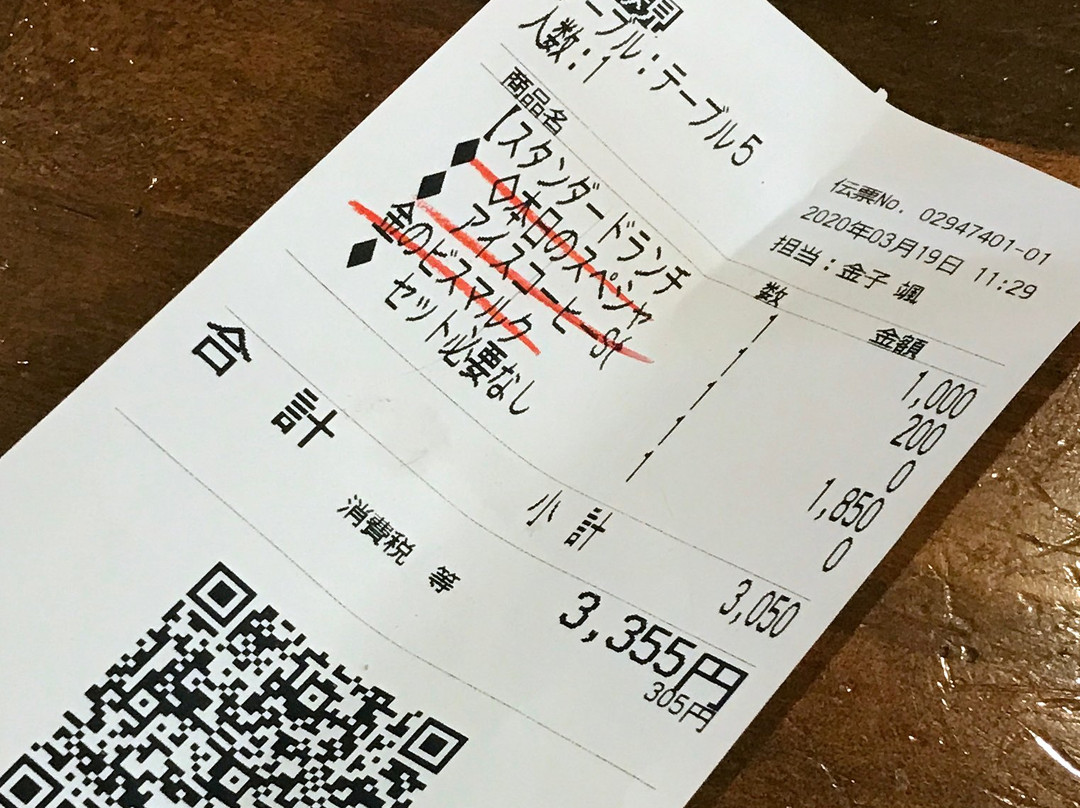 ーブル:テーブル5
人数:1
伝票No. 02947401-01
2020年03月19日 11:29
担当:金子 颯
商品名 数 金額
【スタンダードランチ 1 1,000
◆ ◇本日のスペシャ 1 200
◆ アイスコーヒーS( 1 0
金のビスマルク 1 1,850
◆ セット必要なし 1 0
小 計 3,050
合 計 3,355円
消費税 等 305円